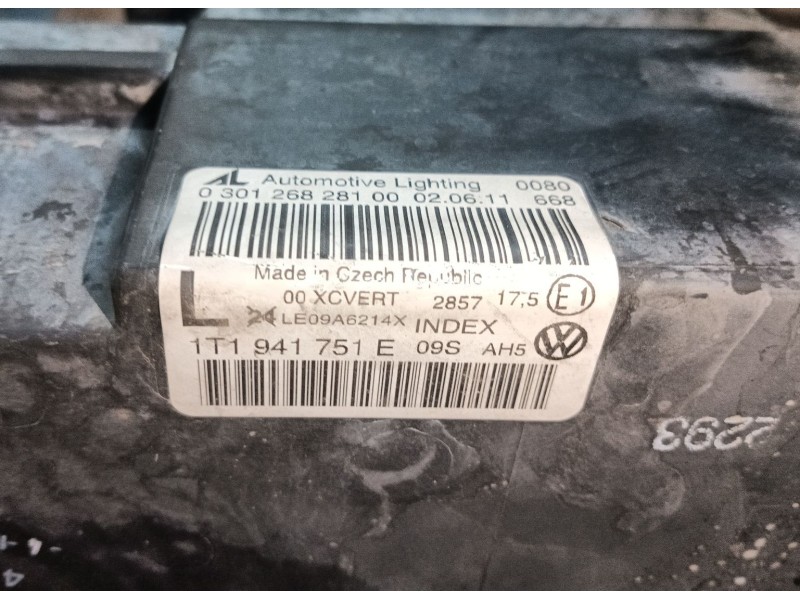 AL Automotive Lighting 0080
0 301 268 281 00 02.06.11 668
Made in Czech Republic
L 00 XCVERT 2857 17,5 E1
LE09A6214X INDEX
1T1 941 751 E 09S AH5 VW
2293